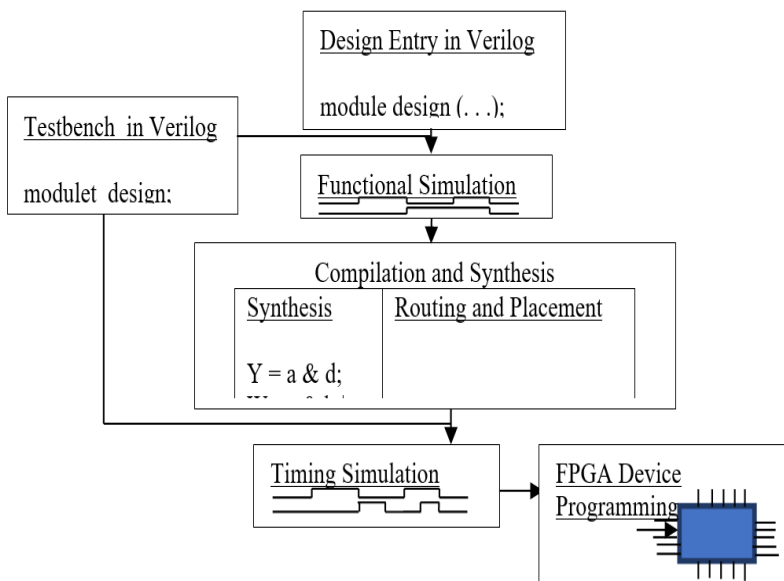 Design Entry in Verilog
module design (. . .);
Testbench in Verilog
modulet design;
Functional Simulation
Compilation and Synthesis
Synthesis
Y = a & d;
Routing and Placement
Timing Simulation
FPGA Device
Programming